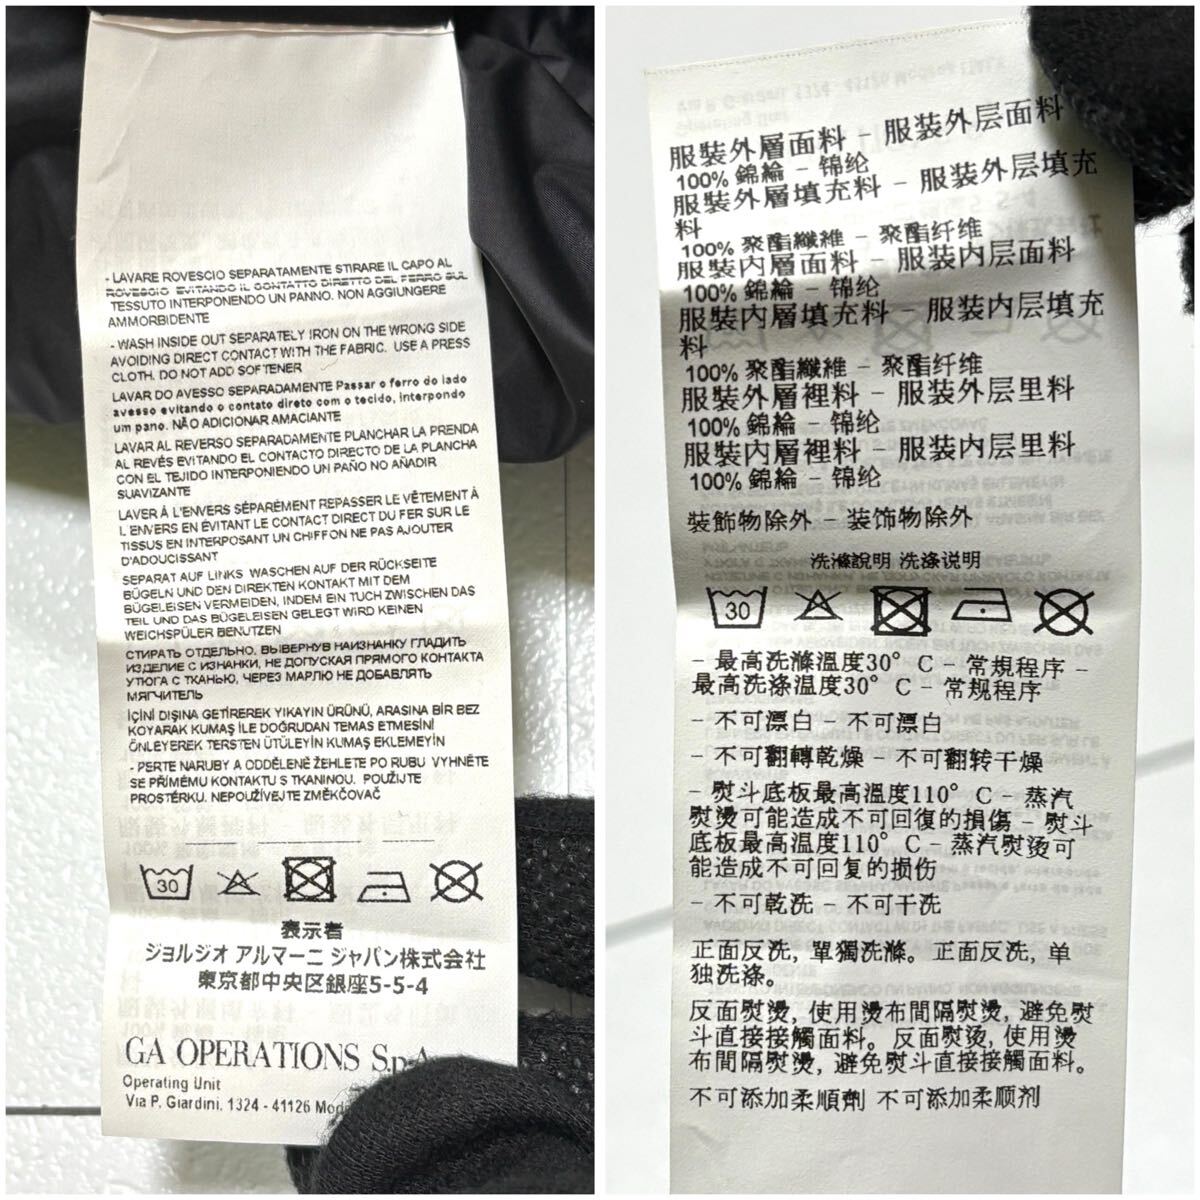 - LAVARE ROVESCIO SEPARATAMENTE STIRARE IL CAPO AL
ROVESCIO EVITANDO IL CONTATTO DIRETTO DEL FERRO SUL
TESSUTO INTERPONENDO UN PANNO. NON AGGIUNGERE
AMMORBIDENTE
- WASH INSIDE OUT SEPARATELY IRON ON THE WRONG SIDE
AVOIDING DIRECT CONTACT WITH THE FABRIC. USE A PRESS
CLOTH. DO NOT ADD SOFTENER
LAVAR DO AVESSO SEPARADAMENTE Passar o ferro do lado
avesso evitando o contato direto com o tecido, interpondo
um pano. NÃO ADICIONAR AMACIANTE
LAVAR AL REVERSO SEPARADAMENTE PLANCHAR LA PRENDA
AL REVÉS EVITANDO EL CONTACTO DIRECTO DE LA PLANCHA
CON EL TEJIDO INTERPONIENDO UN PAÑO NO AÑADIR
SUAVIZANTE
LAVER À L'ENVERS SÉPARÉMENT REPASSER LE VÊTEMENT À
L'ENVERS EN ÉVITANT LE CONTACT DIRECT DU FER SUR LE
TISSUS EN INTERPOSANT UN CHIFFON NE PAS AJOUTER
D'ADOUCISSANT
SEPARAT AUF LINKS WASCHEN AUF DER RÜCKSEITE
BÜGELN UND DEN DIREKTEN KONTAKT MIT DEM
BÜGELEISEN VERMEIDEN, INDEM EIN TUCH ZWISCHEN DAS
TEIL UND DAS BÜGELEISEN GELEGT WIRD KEINEN
WEICHSPÜLER BENUTZEN
СТИРАТЬ ОТДЕЛЬНО, ВЫВЕРНУВ НАИЗНАНКУ ГЛАДИТЬ
ИЗДЕЛИЕ С ИЗНАНКИ, НЕ ДОПУСКАЯ ПРЯМОГО КОНТАКТА
УТЮГА С ТКАНЬЮ, ЧЕРЕЗ МАРЛЮ НЕ ДОБАВЛЯТЬ
МЯГЧИТЕЛЬ
İÇİNİ DIŞINA GETİREREK YIKAYIN ÜRÜNÜ, ARASINA BİR BEZ
KOYARAK KUMAŞ İLE DOĞRUDAN TEMAS ETMESİNİ
ÖNLEYEREK TERSTEN ÜTÜLEYİN KUMAŞ EKLEMEYİN
- PERTE NARUBY A ODDĚLENĚ ŽEHLETE PO RUBU VYHNĚTE
SE PŘÍMÉMU KONTAKTU S TKANINOU. POUŽIJTE
PROSTĚRKU. NEPOUŽÍVEJTE ZMĚKČOVAČ
30
表示者
ジョルジオ アルマーニ ジャパン株式会社
東京都中央区銀座5-5-4
GA OPERATIONS S.p.A.
Operating Unit
Via P. Giardini, 1324 - 41126
服裝外層面料 - 服装外层面料
100% 錦綸 - 锦纶
服裝外層填充料 - 服装外层填充
料
100% 聚酯纖維 - 聚酯纤维
服裝內層面料 - 服装内层面料
100% 錦綸 - 锦纶
服裝內層填充料 - 服装内层填充
料
100% 聚酯纖維 - 聚酯纤维
服裝外層裡料 - 服装外层里料
100% 錦綸 - 锦纶
服裝內層裡料 - 服装内层里料
100% 錦綸 - 锦纶
裝飾物除外 - 装饰物除外
洗滌說明 洗涤说明
30
- 最高洗滌溫度30° C - 常規程序 -
最高洗涤温度30° C - 常规程序
- 不可漂白 - 不可漂白
- 不可翻轉乾燥 - 不可翻转干燥
- 熨斗底板最高溫度110° C - 蒸汽
熨燙可能造成不可回復的損傷 - 熨斗
底板最高温度110° C - 蒸汽熨烫可
能造成不可回复的损伤
- 不可乾洗 - 不可干洗
正面反洗, 單獨洗滌。正面反洗, 单
独洗涤。
反面熨燙, 使用燙布間隔熨燙, 避免熨
斗直接接觸面料。反面熨烫, 使用燙
布間隔熨燙, 避免熨斗直接接觸面料。
不可添加柔順劑 不可添加柔顺剂